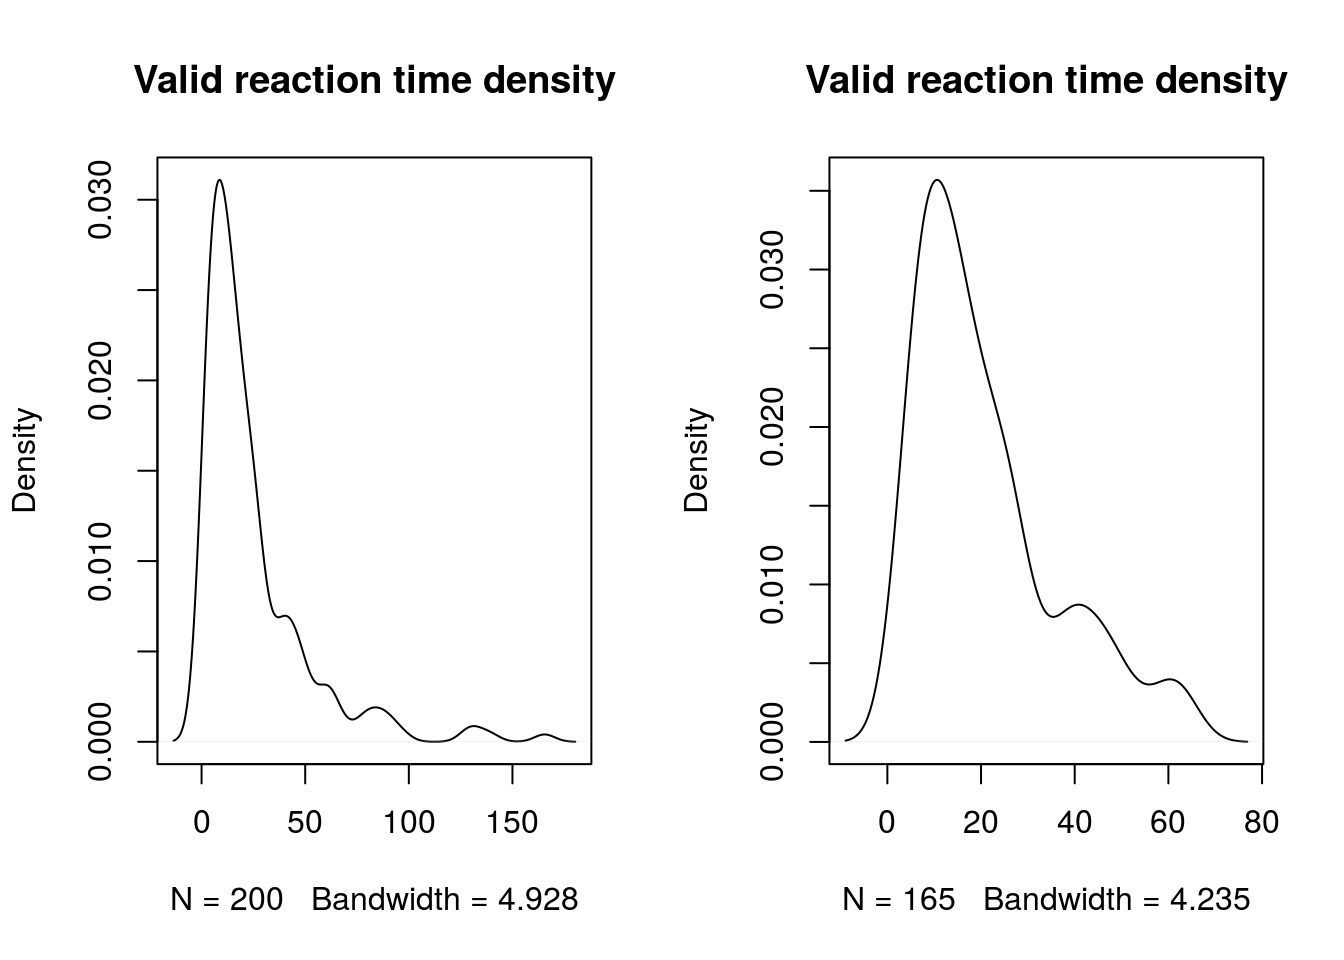 Valid reaction time density
Density
0.030
0.020
0.010
0.000
0 50 100 150
N = 200 Bandwidth = 4.928
Valid reaction time density
Density
0.030
0.020
0.010
0.000
0 20 40 60 80
N = 165 Bandwidth = 4.235